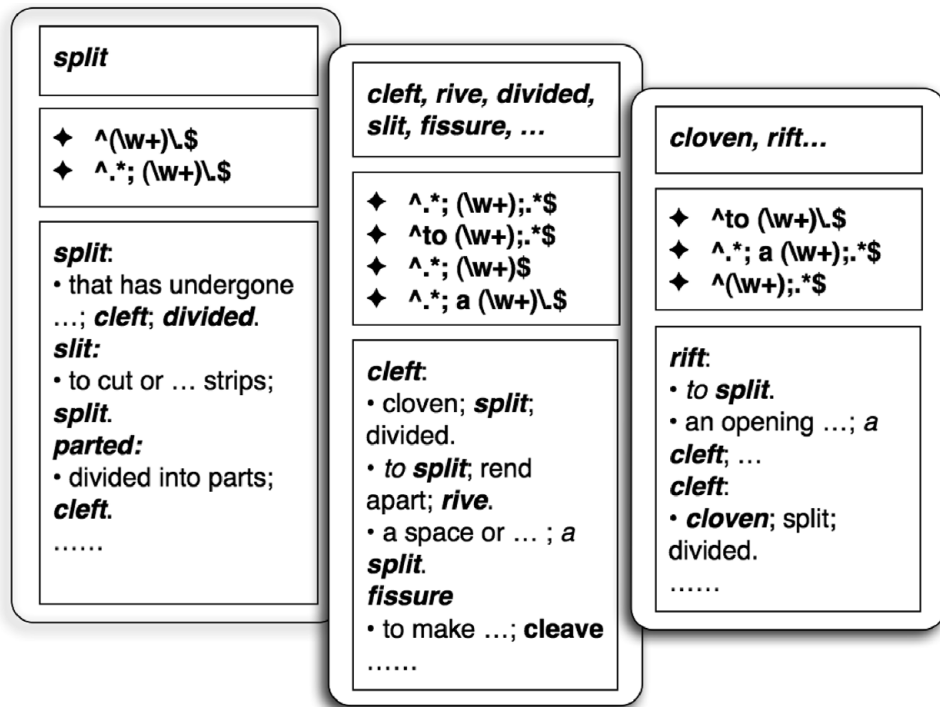 split
✦ ^(\w+)\.$
✦ ^.*; (\w+)\.$
split:
• that has undergone
…; cleft; divided.
slit:
• to cut or … strips;
split.
parted:
• divided into parts;
cleft.
……
cleft, rive, divided,
slit, fissure, …
✦ ^.*; (\w+);.*$
✦ ^to (\w+);.*$
✦ ^.*; (\w+)$
✦ ^.*; a (\w+)\.$
cleft:
• cloven; split;
divided.
• to split; rend
apart; rive.
• a space or … ; a
split.
fissure
• to make …; cleave
……
cloven, rift…
✦ ^to (\w+)\.$
✦ ^.*; a (\w+);.*$
✦ ^(\w+);.*$
rift:
• to split.
• an opening …; a
cleft; …
cleft:
• cloven; split;
divided.
……